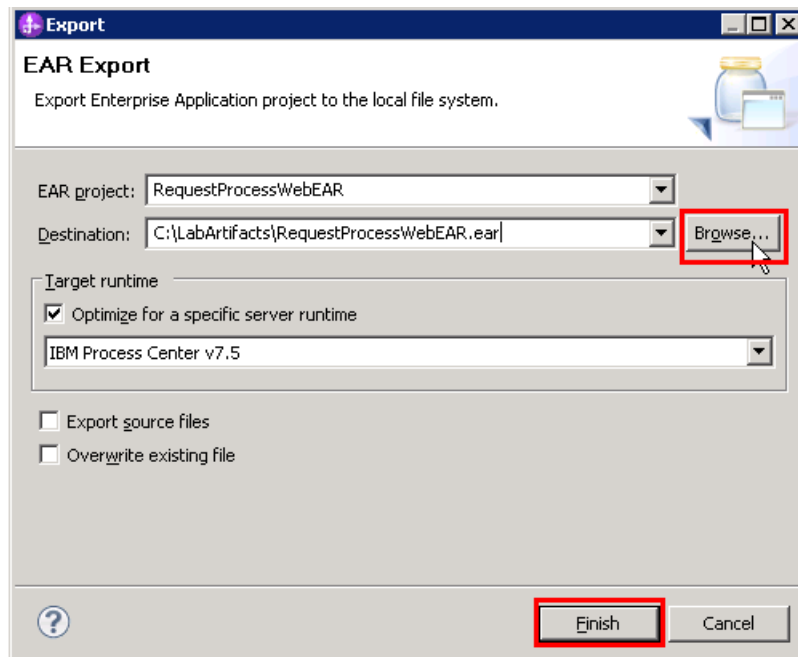 Export
EAR Export
Export Enterprise Application project to the local file system.
EAR project: RequestProcessWebEAR
Destination: C:\LabArtifacts\RequestProcessWebEAR.ear Browse...
Target runtime
Optimize for a specific server runtime
IBM Process Center v7.5
Export source files
Overwrite existing file
? Finish Cancel